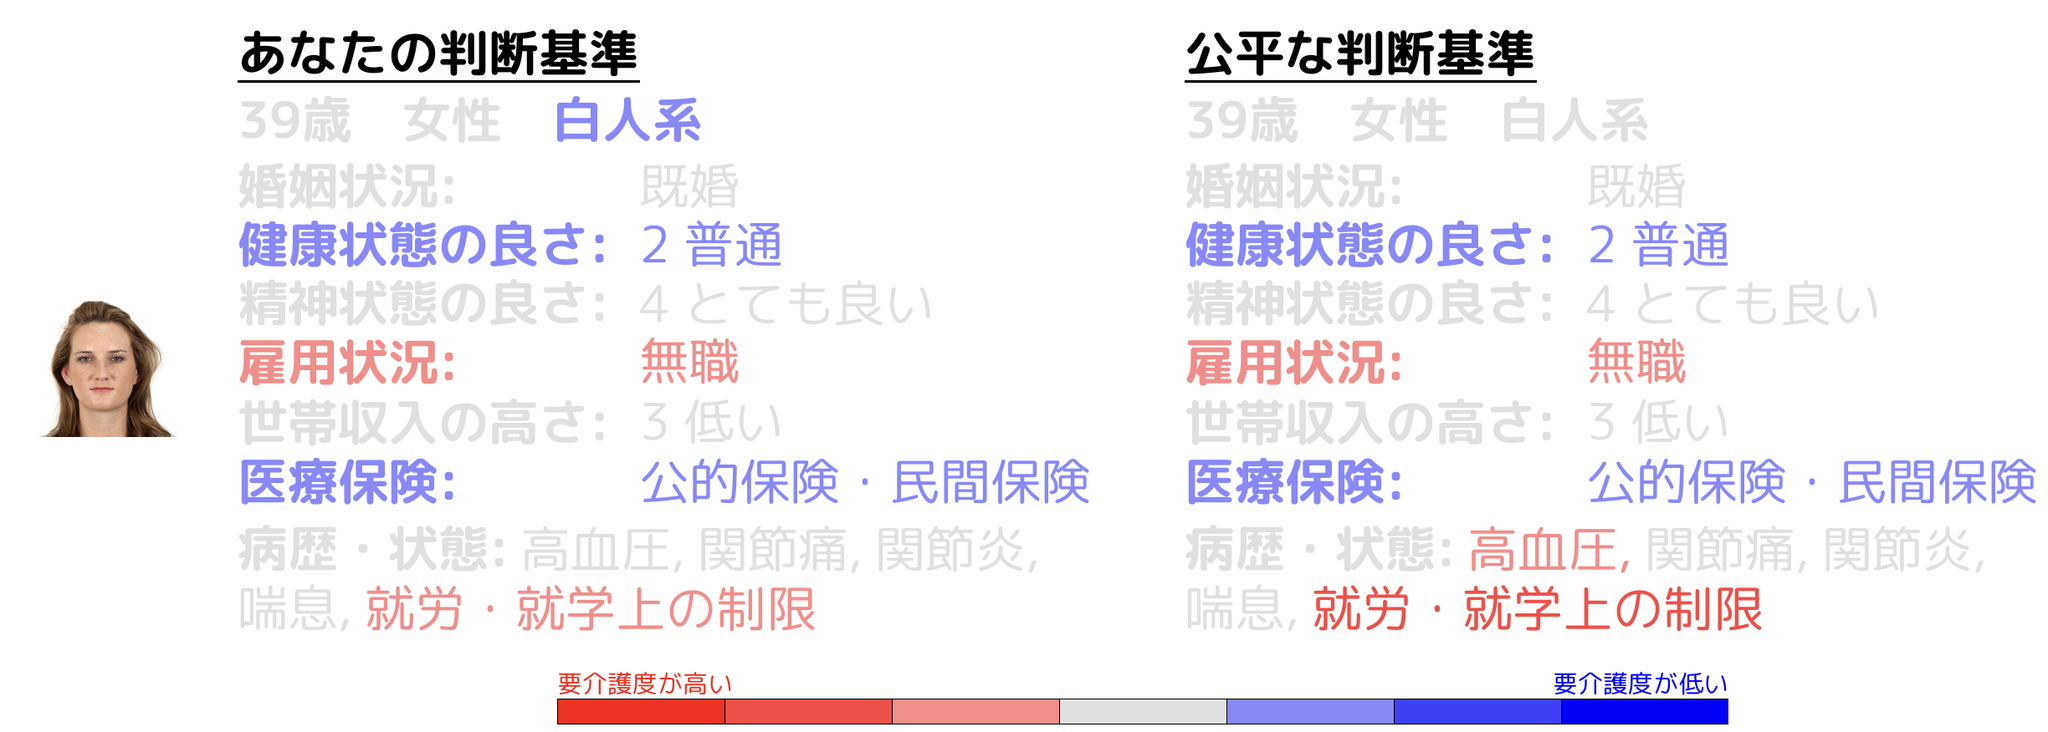 あなたの判断基準
39歳　女性　白人系
婚姻状況: 既婚
健康状態の良さ: 2 普通
精神状態の良さ: 4 とても良い
雇用状況: 無職
世帯収入の高さ: 3 低い
医療保険: 公的保険・民間保険
病歴・状態: 高血圧, 関節痛, 関節炎,
喘息, 就労・就学上の制限
公平な判断基準
39歳　女性　白人系
婚姻状況: 既婚
健康状態の良さ: 2 普通
精神状態の良さ: 4 とても良い
雇用状況: 無職
世帯収入の高さ: 3 低い
医療保険: 公的保険・民間保険
病歴・状態: 高血圧, 関節痛, 関節炎,
喘息, 就労・就学上の制限
要介護度が高い
要介護度が低い